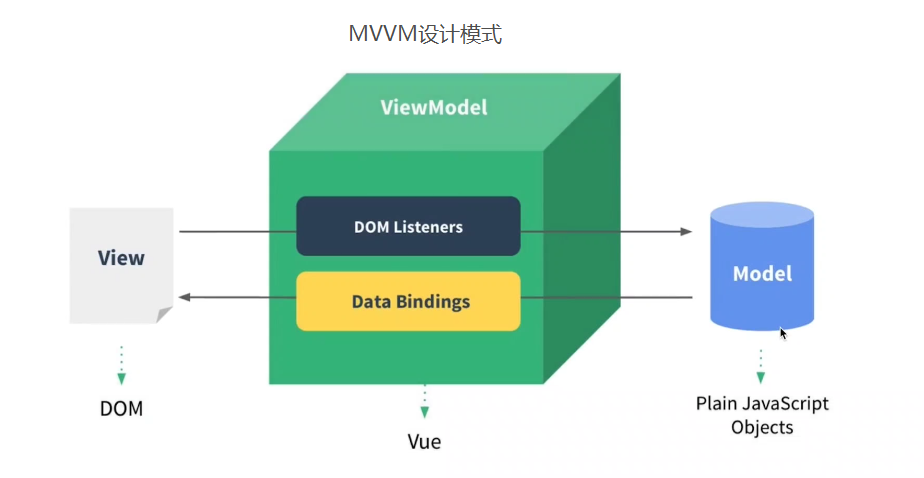 MVVM设计模式
ViewModel
DOM Listeners
View
Model
Data Bindings
DOM
Plain JavaScript
Objects
Vue